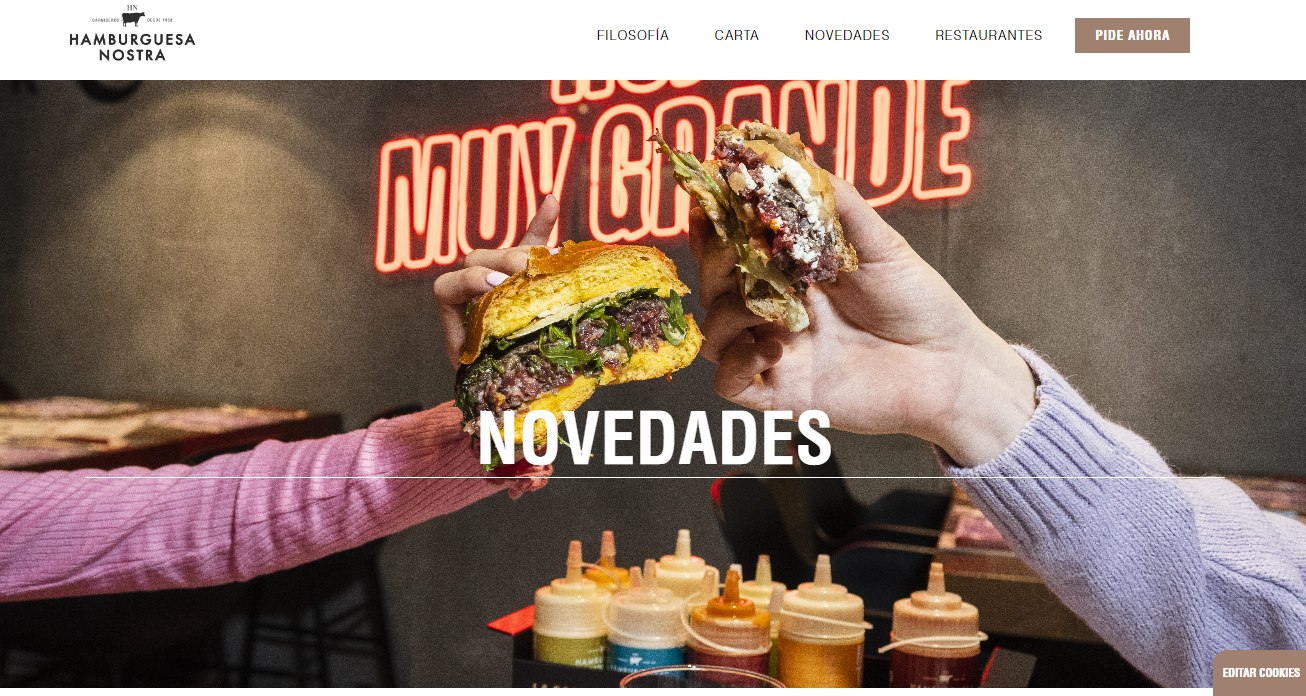 HN
CARNICEROS DESDE 1958
HAMBURGUESA
NOSTRA
FILOSOFÍA CARTA NOVEDADES RESTAURANTES PIDE AHORA
MUY GRANDE
NOVEDADES
EDITAR COOKIES